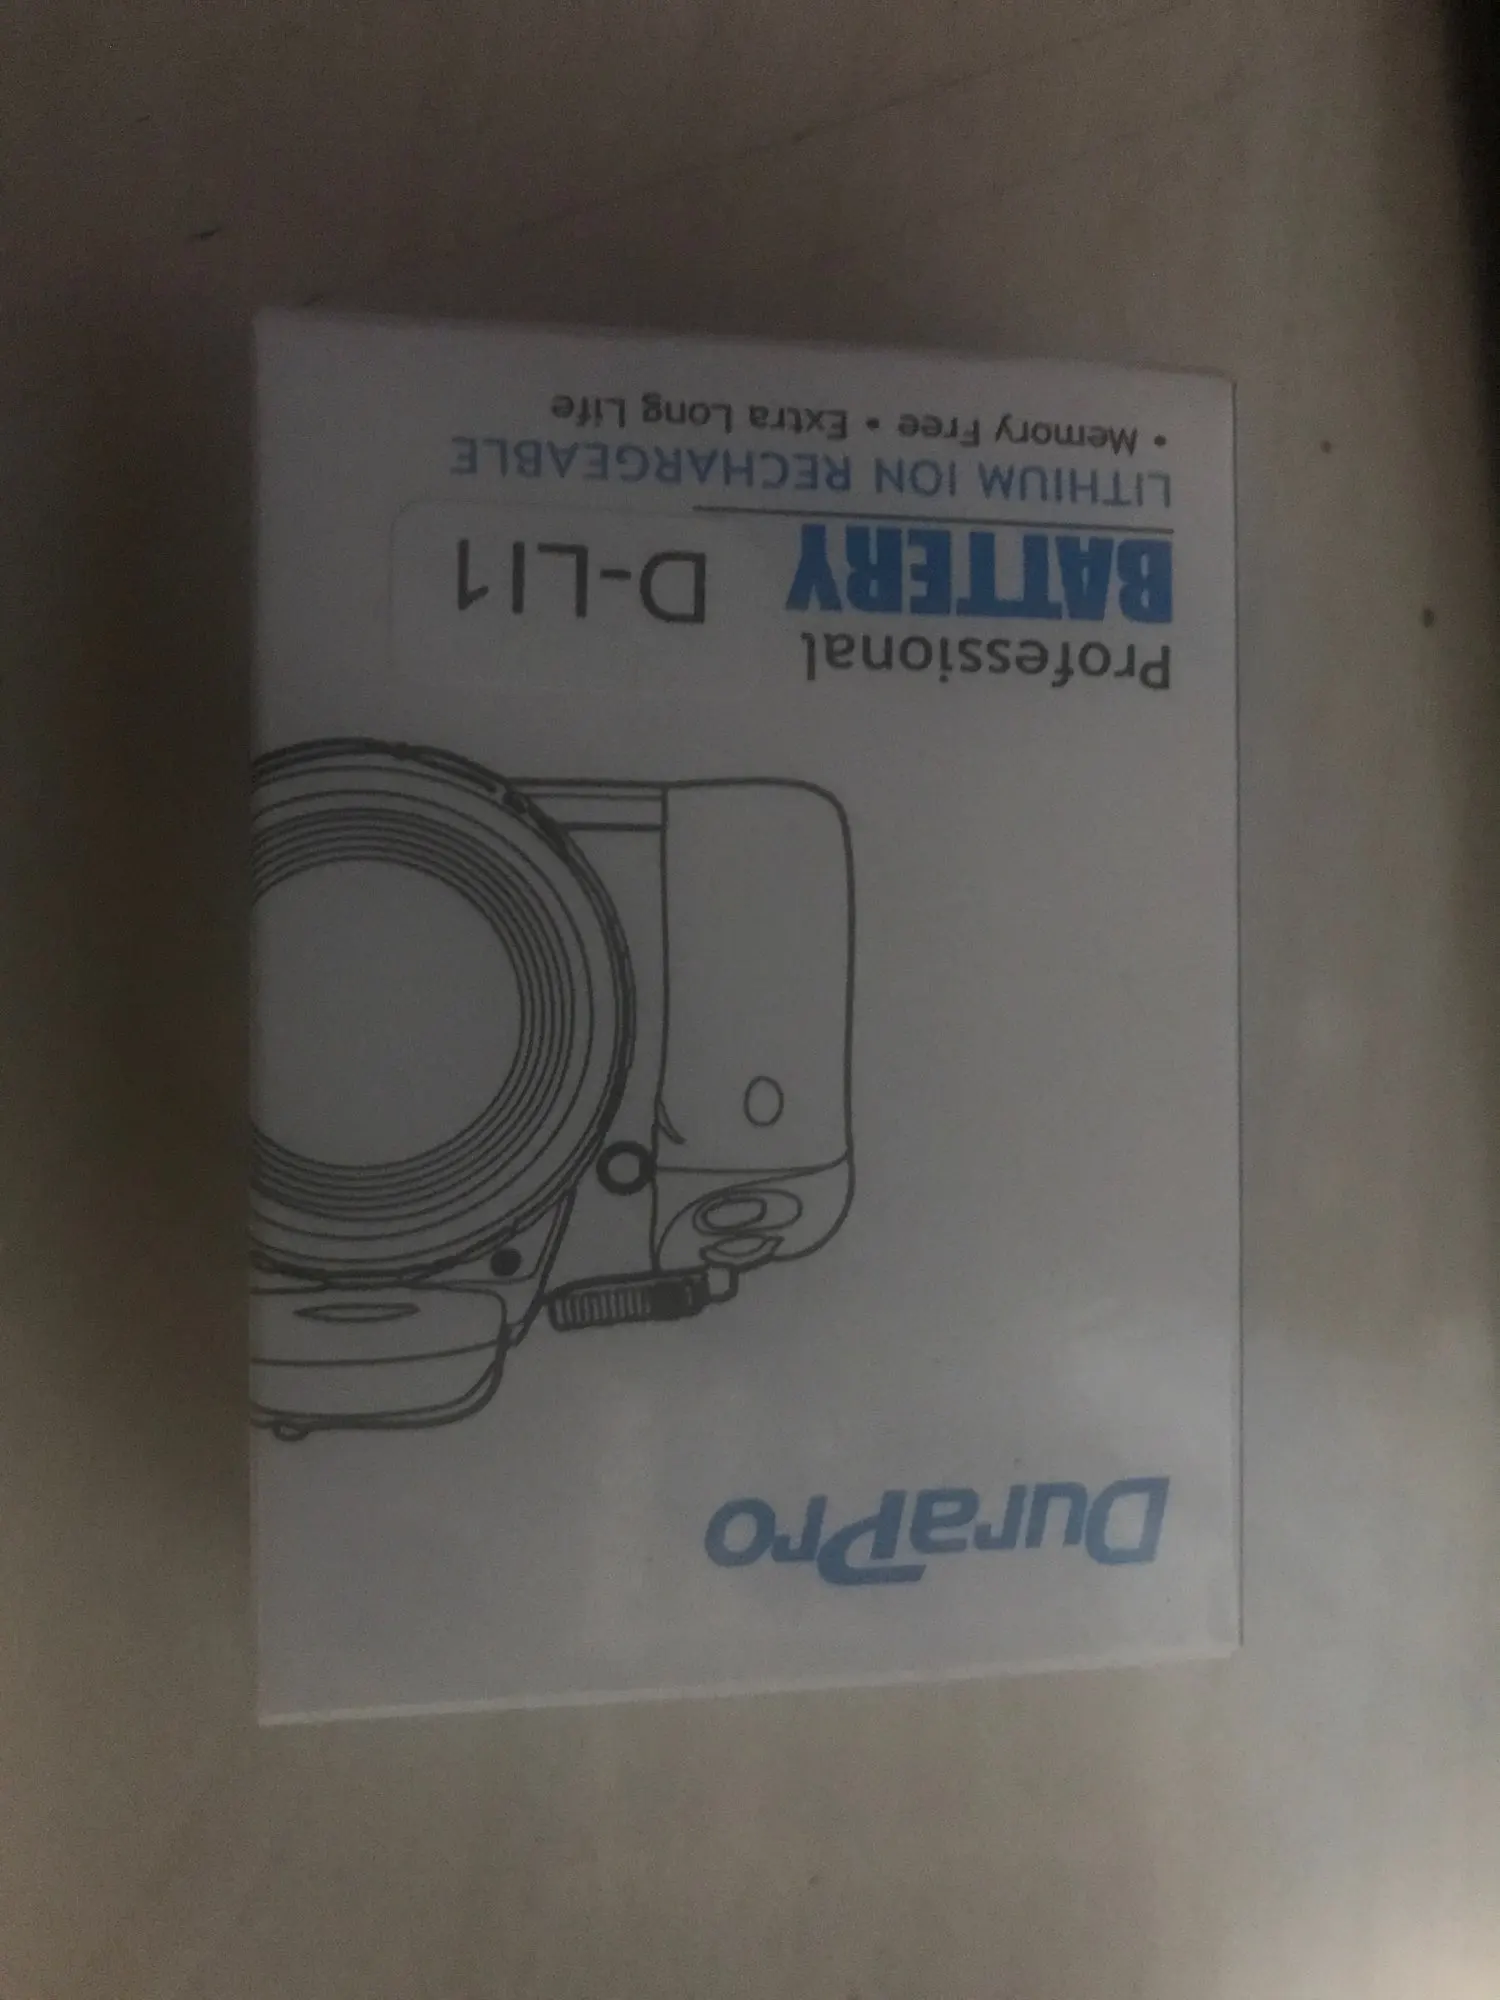 DuraPro
Professional
BATTERY D-LI1
LITHIUM ION RECHARGEABLE
• Memory Free • Extra Long Life